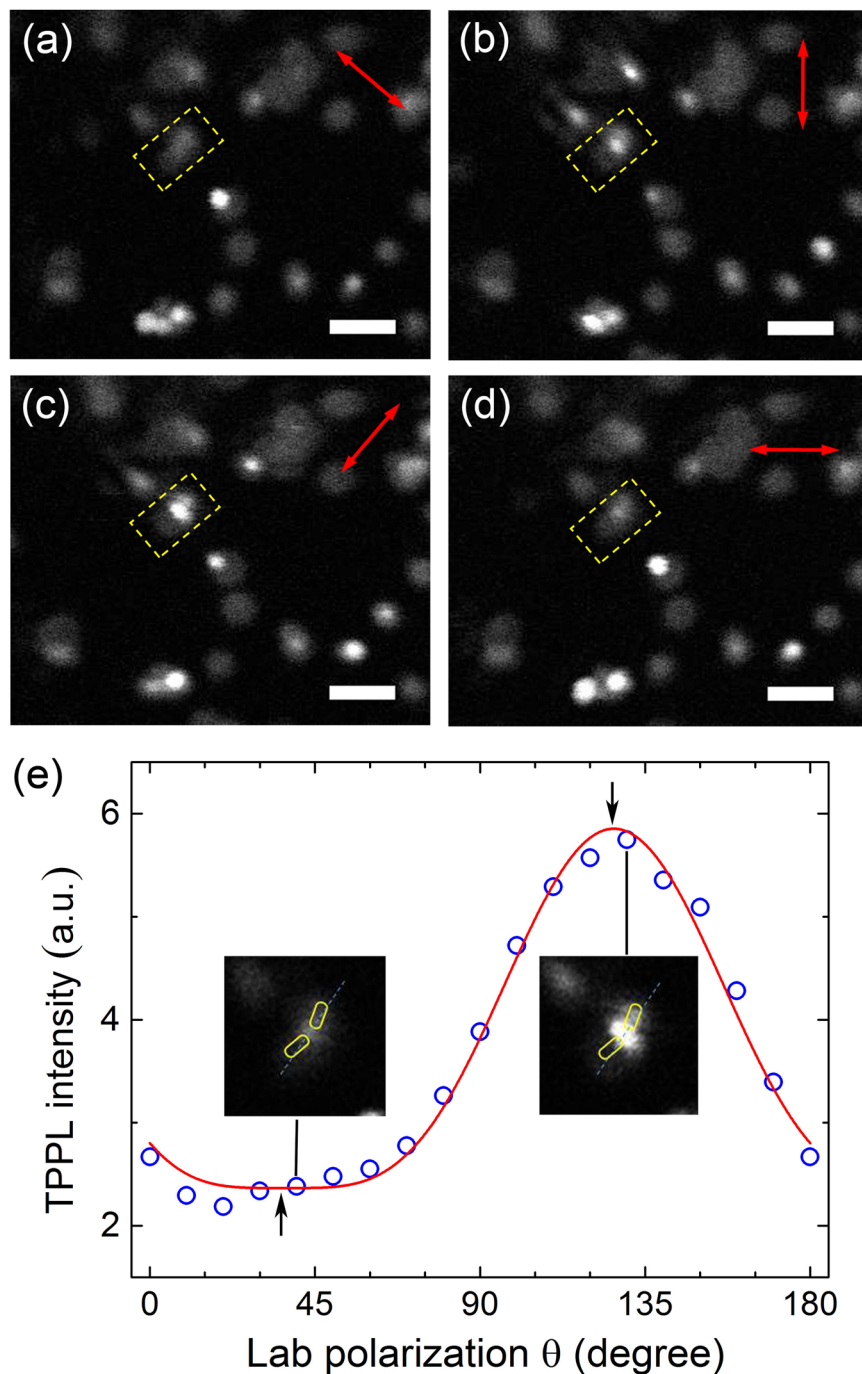 (a)
(b)
(c)
(d)
(e)
6
4
2
TPPL intensity (a.u.)
0 45 90 135 180
Lab polarization θ (degree)